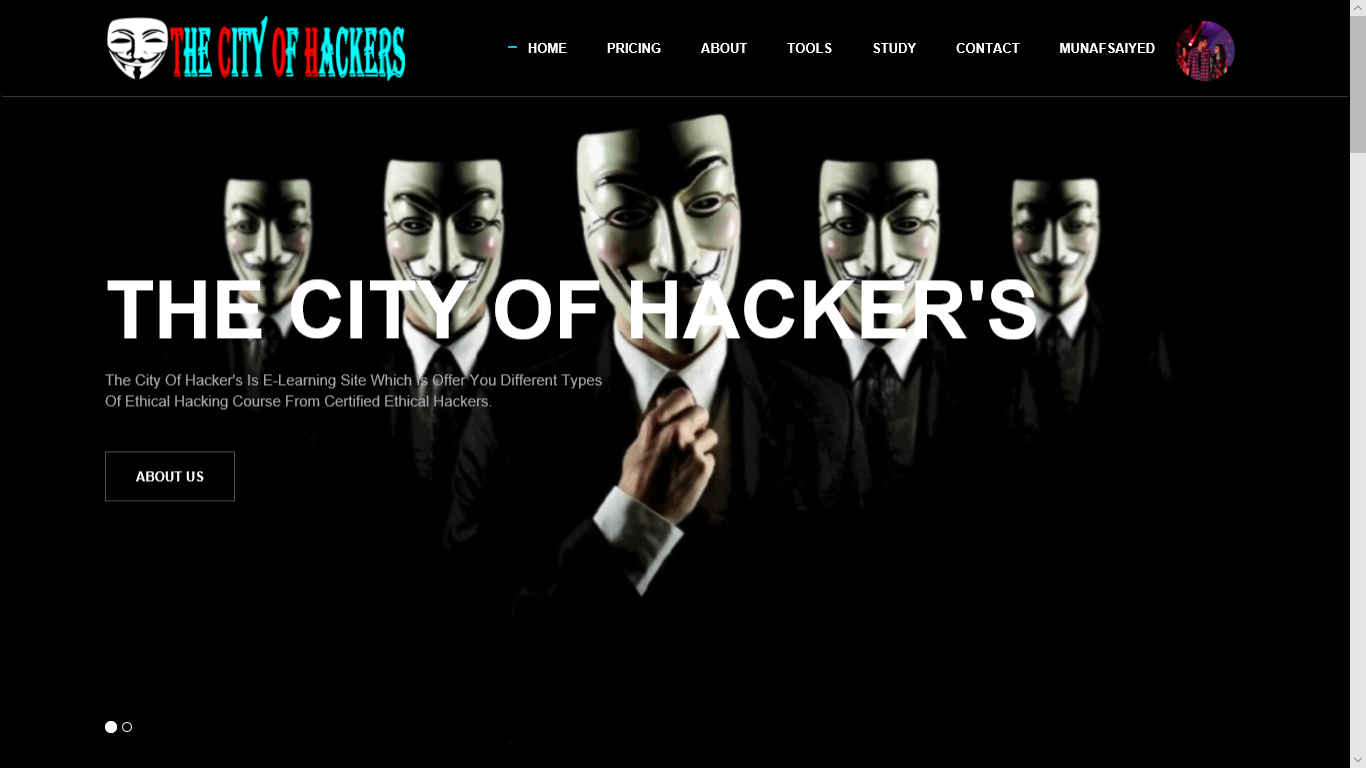 THE CITY OF HACKERS
HOME
PRICING
ABOUT
TOOLS
STUDY
CONTACT
MUNAFSAIYED
THE CITY OF HACKER'S
The City Of Hacker's Is E-Learning Site Which Is Offer You Different Types
Of Ethical Hacking Course From Certified Ethical Hackers.
ABOUT US